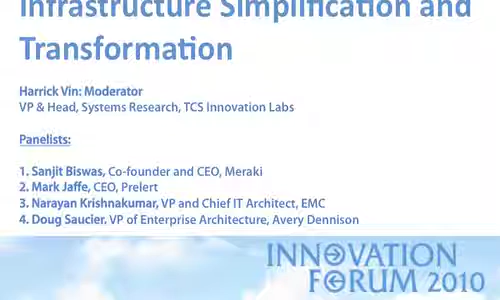 Infrastructure Simplification and
Transformation
Harrick Vin: Moderator
VP & Head, Systems Research, TCS Innovation Labs
Panelists:
1. Sanjit Biswas, Co-founder and CEO, Meraki
2. Mark Jaffe, CEO, Prelert
3. Narayan Krishnakumar, VP and Chief IT Architect, EMC
4. Doug Saucier. VP of Enterprise Architecture, Avery Dennison
INNOVATION
FORUM 2010